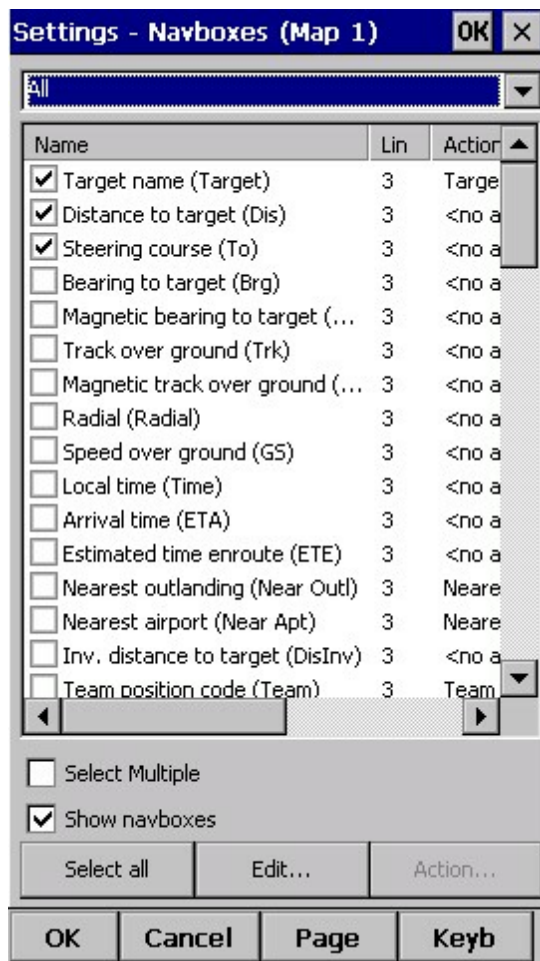 Settings - Navboxes (Map 1) OK ×
All
Name Lin Action
Target name (Target) 3 Targe
Distance to target (Dis) 3 <no a
Steering course (To) 3 <no a
Bearing to target (Brg) 3 <no a
Magnetic bearing to target (... 3 <no a
Track over ground (Trk) 3 <no a
Magnetic track over ground (... 3 <no a
Radial (Radial) 3 <no a
Speed over ground (GS) 3 <no a
Local time (Time) 3 <no a
Arrival time (ETA) 3 <no a
Estimated time enroute (ETE) 3 <no a
Nearest outlanding (Near Outl) 3 Neare
Nearest airport (Near Apt) 3 Neare
Inv. distance to target (DisInv) 3 <no a
Team position code (Team) 3 Team
Select Multiple
Show navboxes
Select all Edit... Action...
OK Cancel Page Keyb